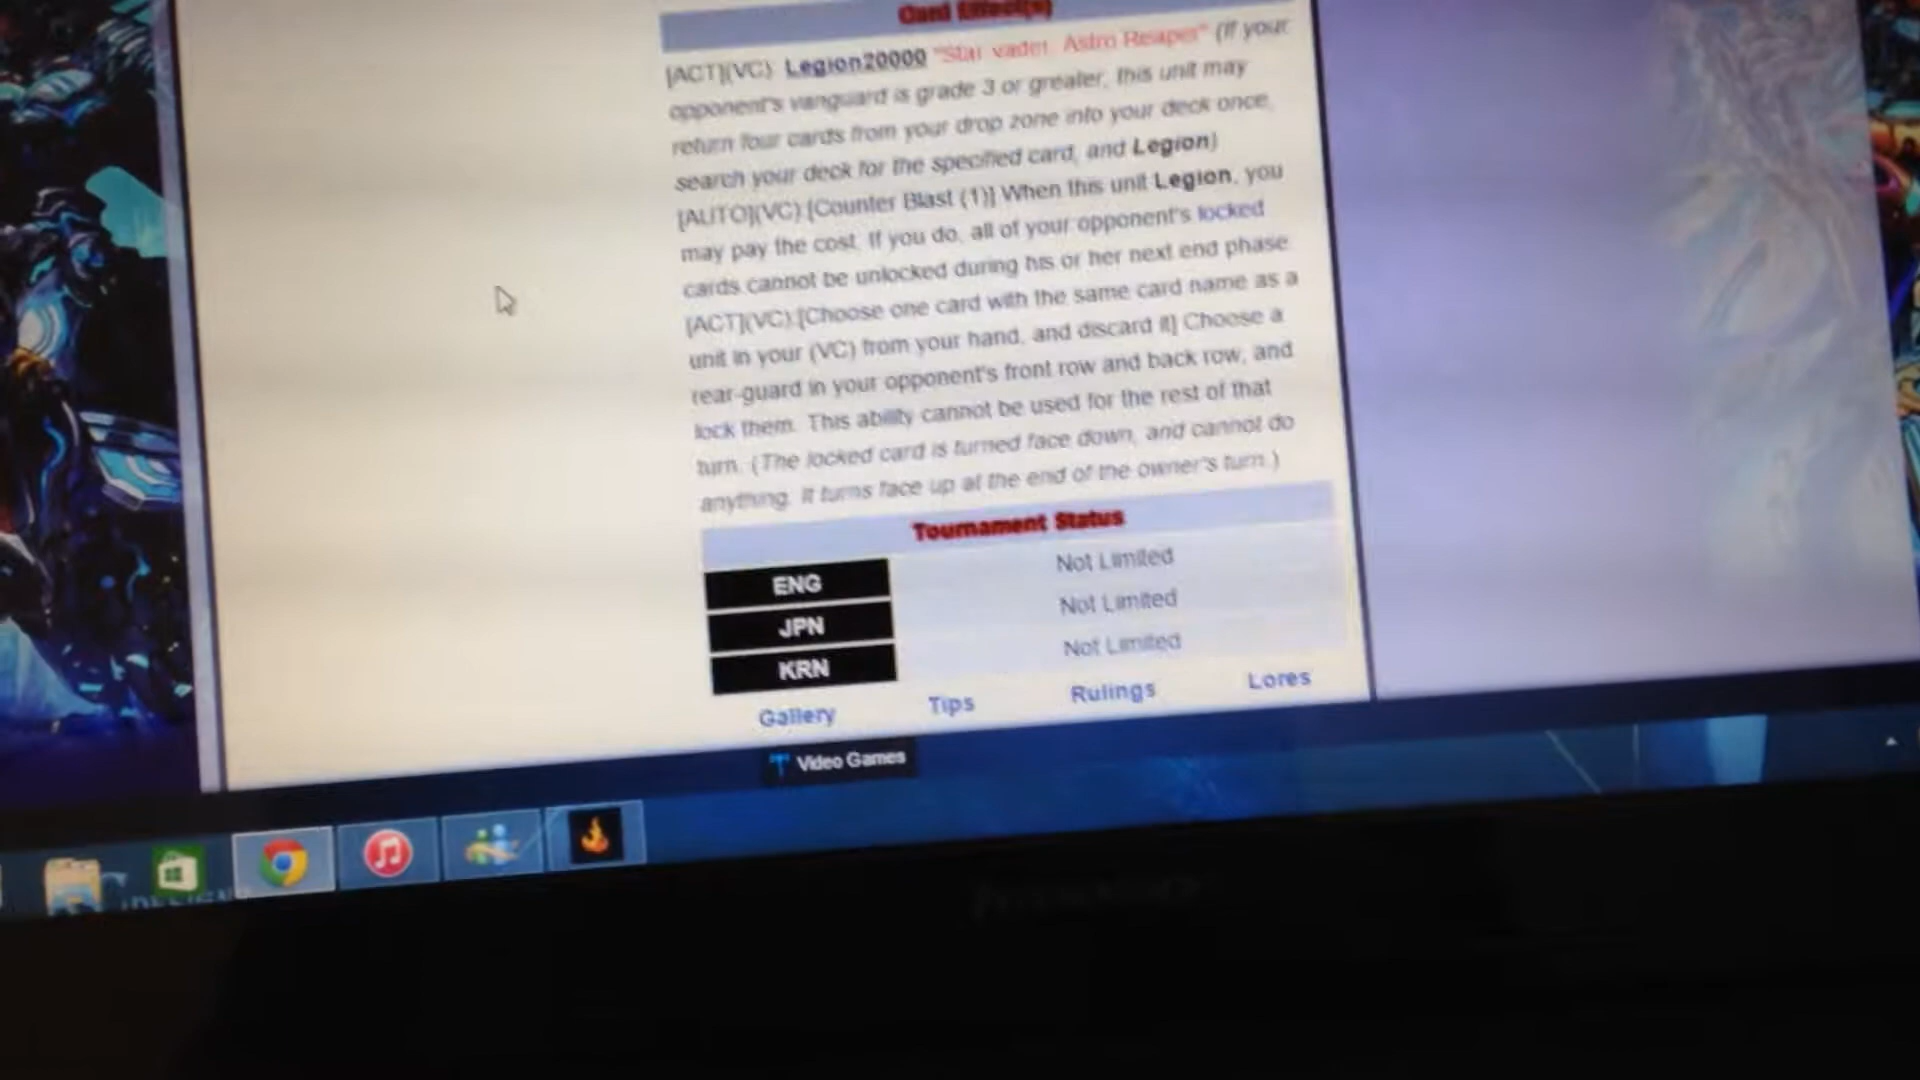 Card Effect(s)
[ACT](VC): Legion20000 "Star-vader, Astro Reaper" (If your
opponent's vanguard is grade 3 or greater, this unit may
return four cards from your drop zone into your deck once,
search your deck for the specified card, and Legion)
[AUTO](VC):[Counter Blast (1)] When this unit Legion, you
may pay the cost. If you do, all of your opponent's locked
cards cannot be unlocked during his or her next end phase.
[ACT](VC):[Choose one card with the same card name as a
unit in your (VC) from your hand, and discard it] Choose a
rear-guard in your opponent's front row and back row, and
lock them. This ability cannot be used for the rest of that
turn. (The locked card is turned face down, and cannot do
anything. It turns face up at the end of the owner's turn.)
Tournament Status
ENG Not Limited
JPN Not Limited
KRN Not Limited
Gallery Tips Rulings Lores
Video Games